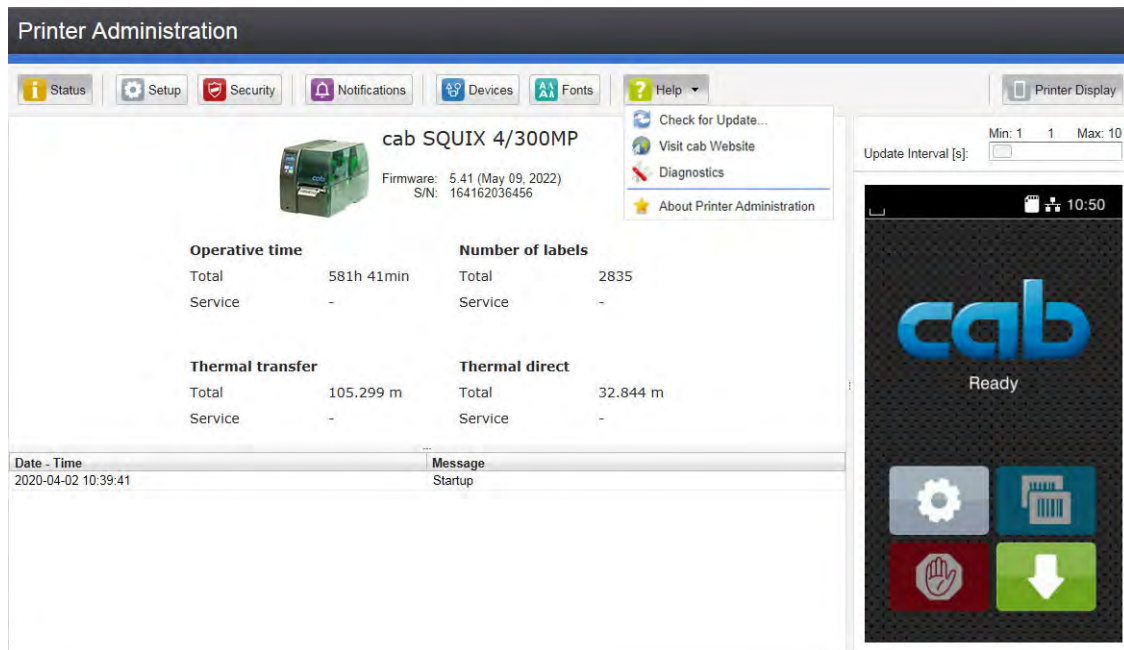 Printer Administration
Status Setup Security Notifications Devices Fonts Help Printer Display
Check for Update...
Visit cab Website
Diagnostics
About Printer Administration
cab SQUIX 4/300MP
Firmware: 5.41 (May 09, 2022)
S/N: 164162036456
Operative time Number of labels
Total 581h 41min Total 2835
Service - Service -
Thermal transfer Thermal direct
Total 105.299 m Total 32.844 m
Service - Service -
Date - Time Message
2020-04-02 10:39:41 Startup
Min: 1 1 Max: 10
Update Interval [s]:
10:50
cab
Ready